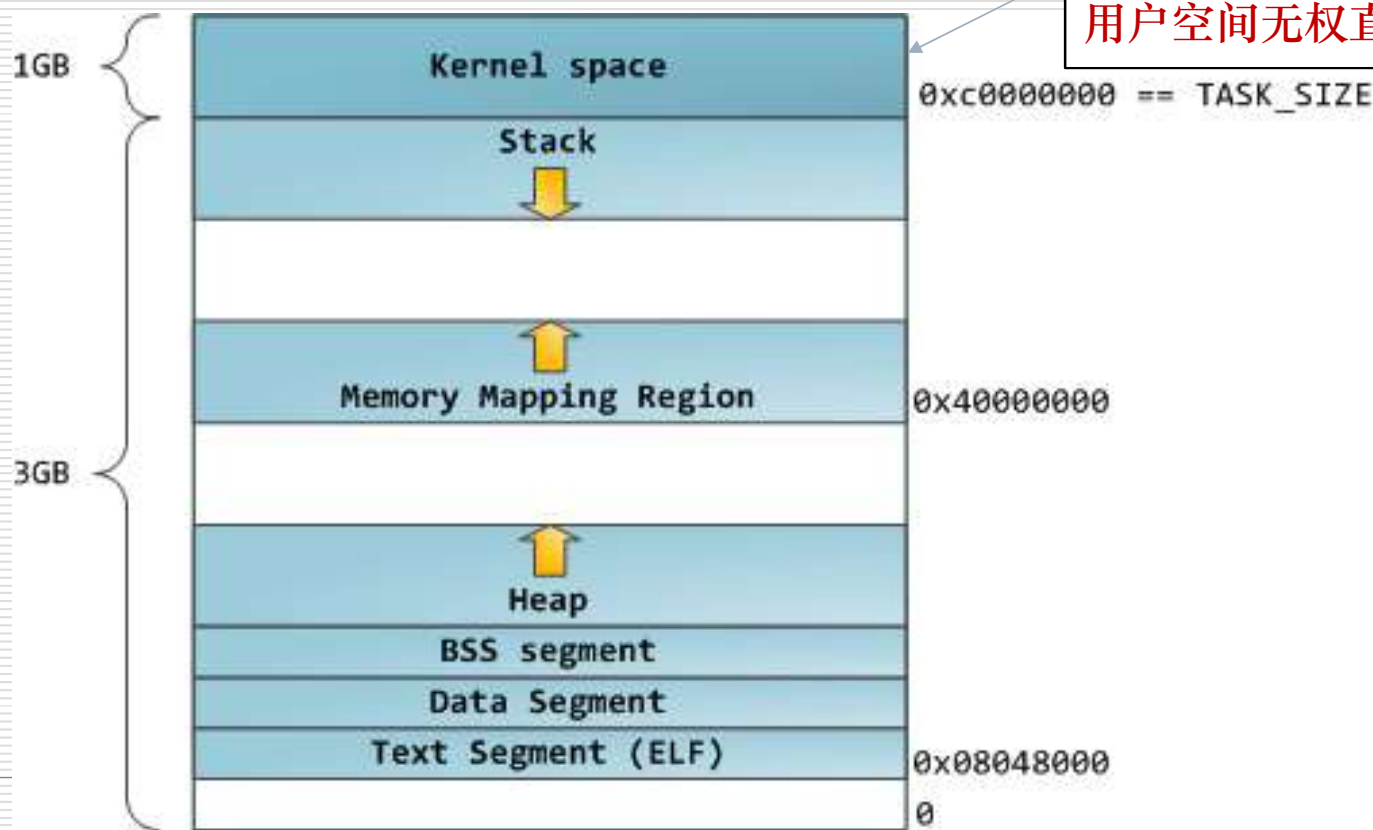 用户空间无权直
1GB
Kernel space
0xc0000000 == TASK_SIZE
Stack
Memory Mapping Region
0x40000000
3GB
Heap
BSS segment
Data Segment
Text Segment (ELF)
0x08048000
0